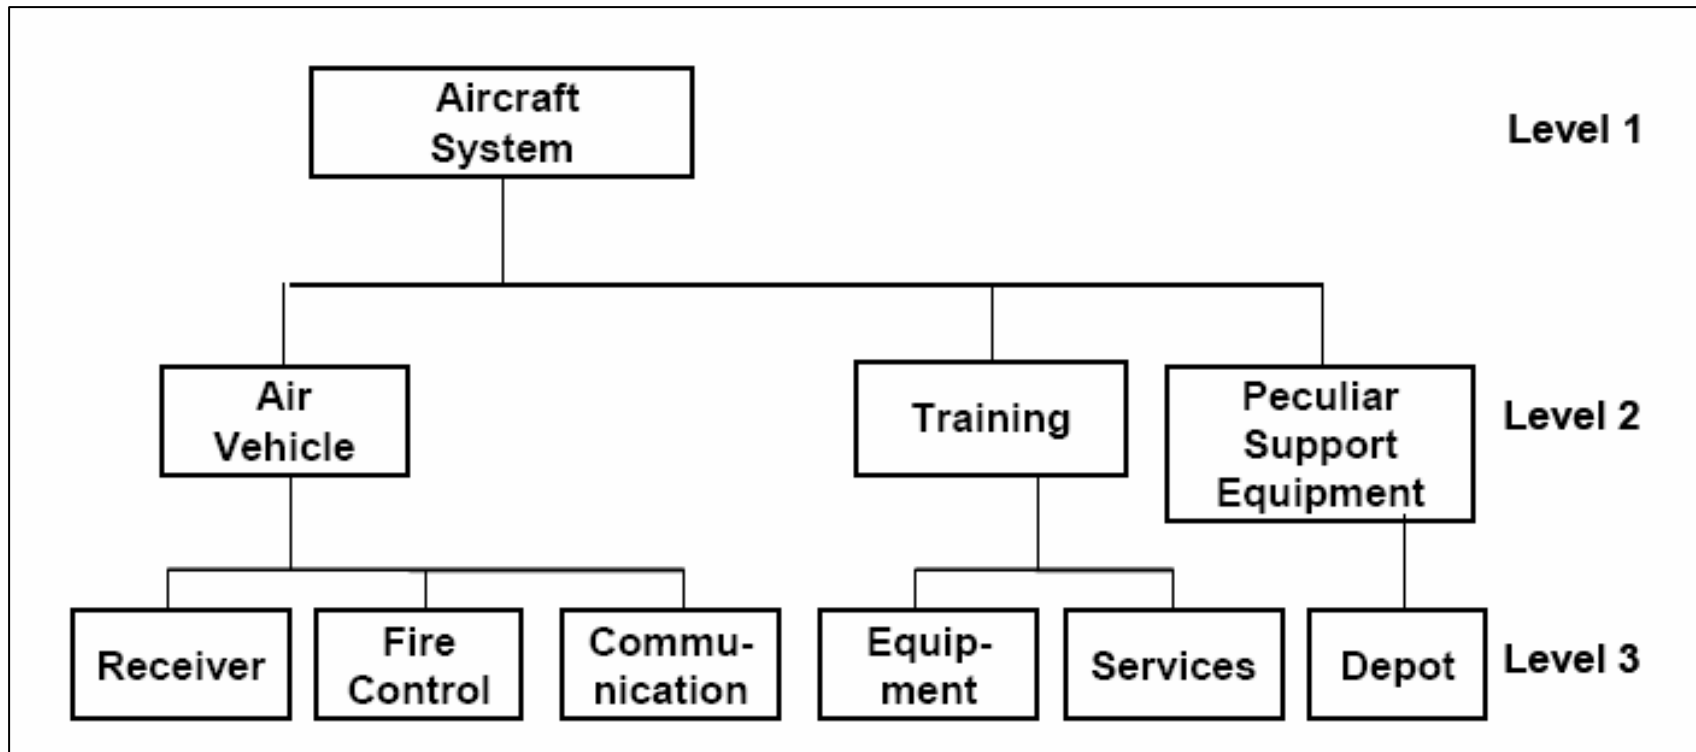 Aircraft
System
Level 1
Air
Vehicle
Training
Peculiar
Support
Equipment
Level 2
Receiver
Fire
Control
Commu-
nication
Equip-
ment
Services
Depot
Level 3